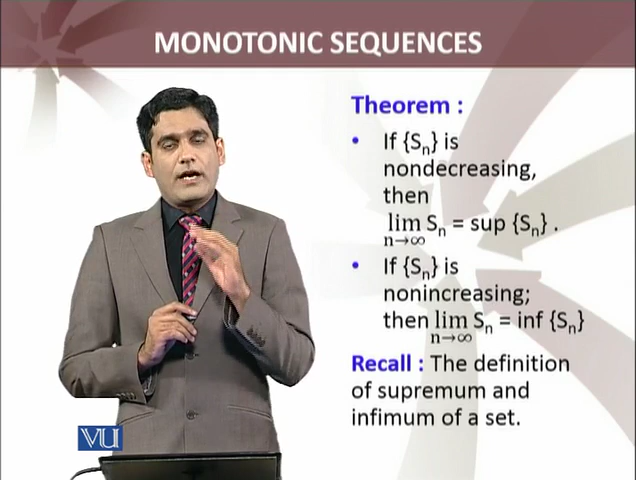 MONOTONIC SEQUENCES
Theorem :
• If {Sₙ} is
nondecreasing,
then
lim Sₙ = sup {Sₙ} .
n→∞
• If {Sₙ} is
nonincreasing;
then lim Sₙ = inf {Sₙ}
n→∞
Recall : The definition
of supremum and
infimum of a set.
VU